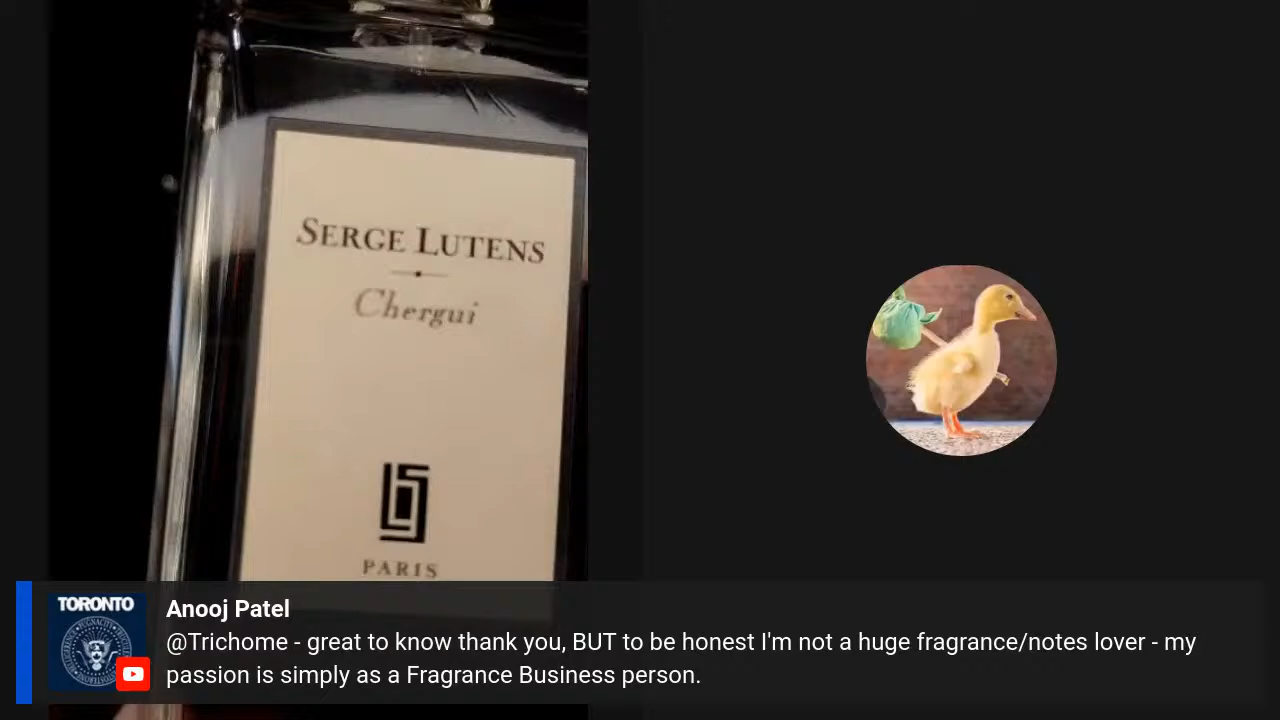 SERGE LUTENS
Chergui
PARIS
TORONTO
Anooj Patel
@Trichome - great to know thank you, BUT to be honest I'm not a huge fragrance/notes lover - my
passion is simply as a Fragrance Business person.